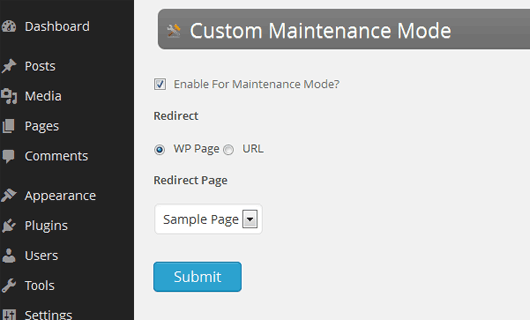 Dashboard
Posts
Media
Pages
Comments
Appearance
Plugins
Users
Tools
Settings
Custom Maintenance Mode
Enable For Maintenance Mode?
Redirect
WP Page URL
Redirect Page
Sample Page
Submit